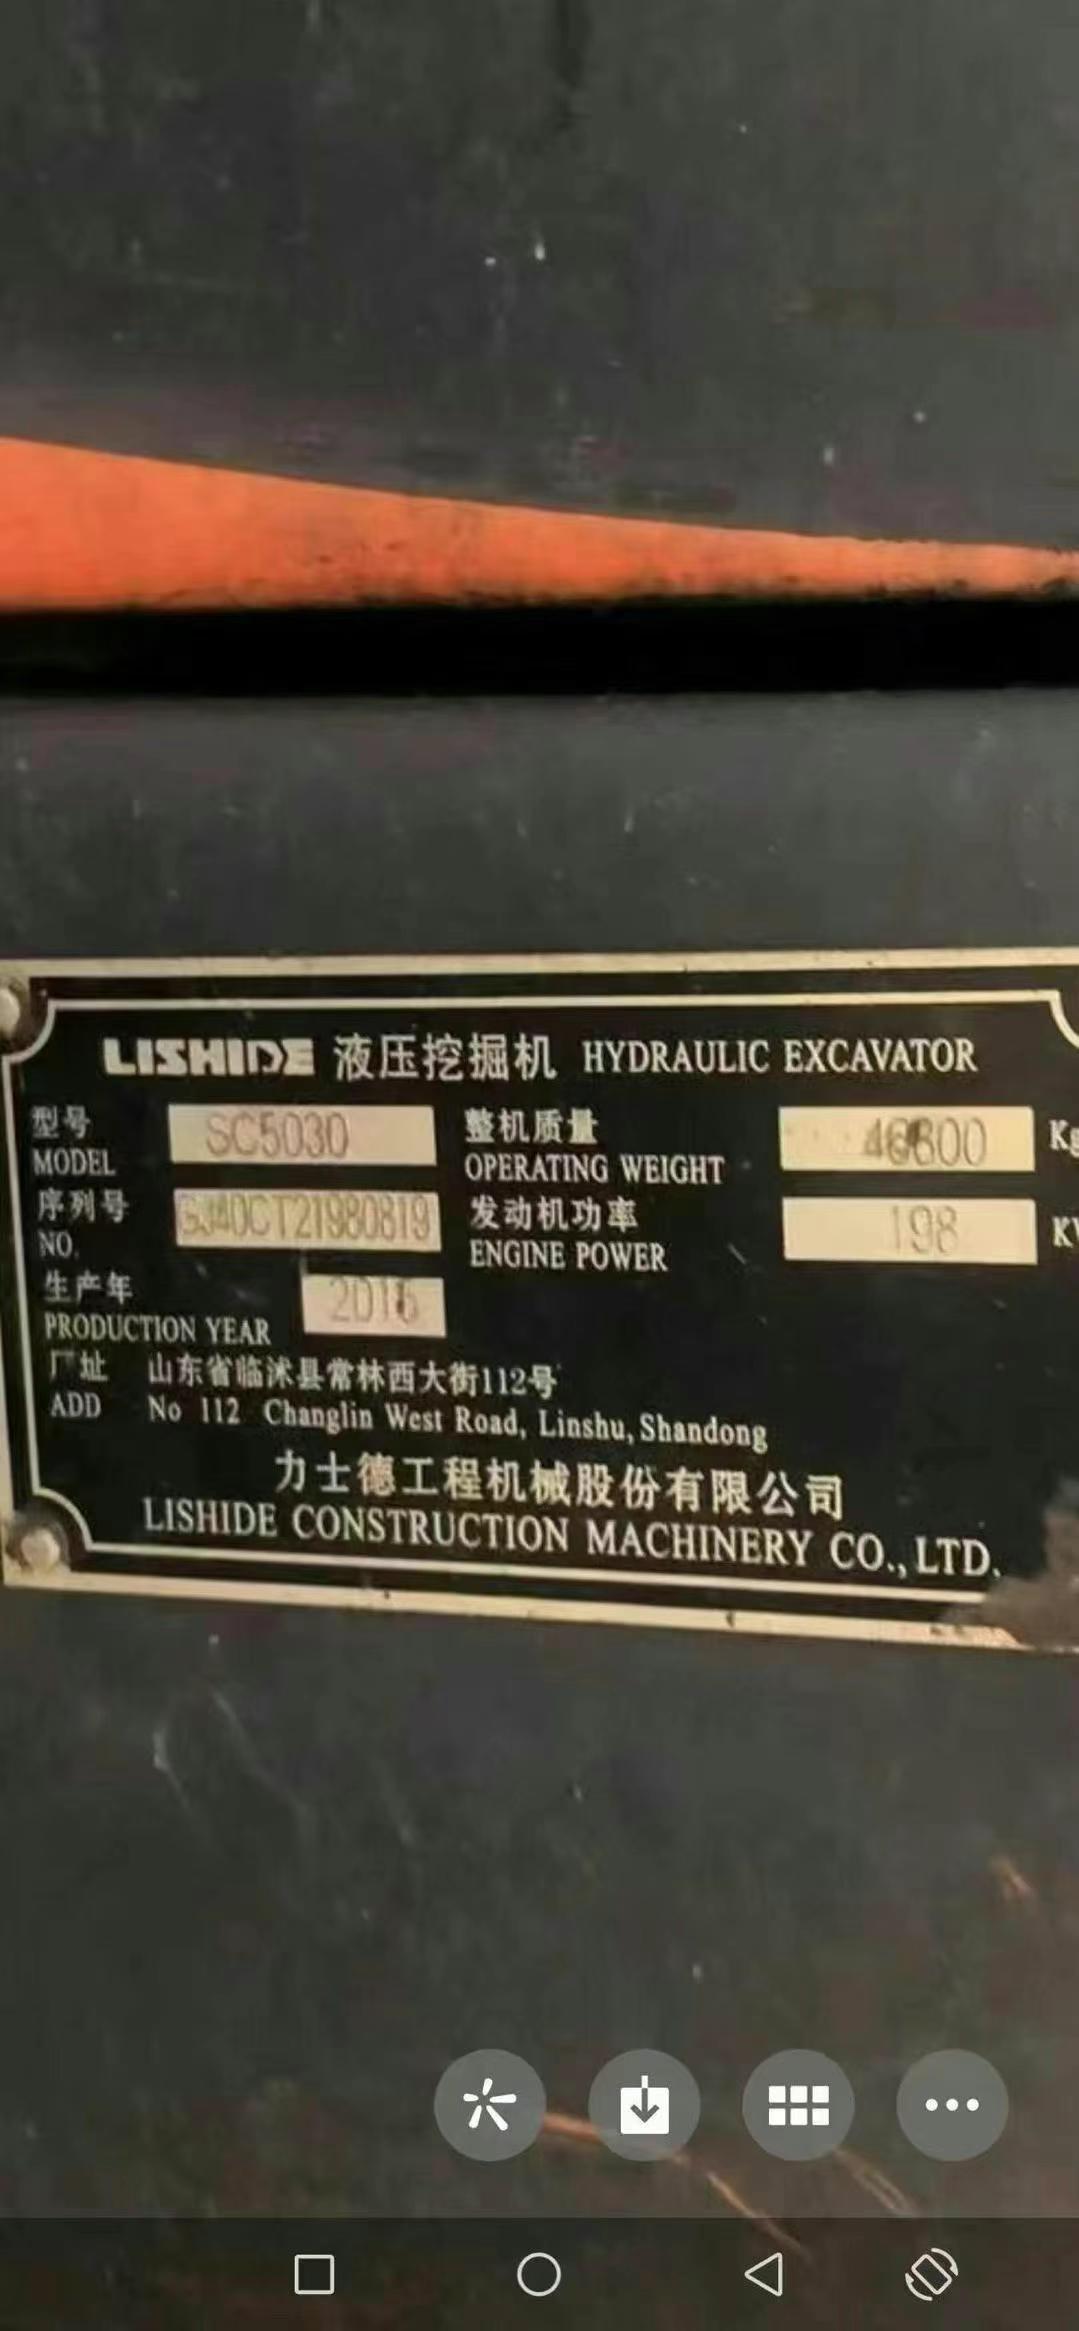 LISHIDE 液压挖掘机 HYDRAULIC EXCAVATOR
型号 整机质量
MODEL SC5030 OPERATING WEIGHT Kg
序列号 发动机功率
NO. ENGINE POWER 198
生产年
PRODUCTION YEAR
厂址 山东省临沭县常林西大街112号
ADD No 112 Changlin West Road, Linshu, Shandong
力士德工程机械股份有限公司
LISHIDE CONSTRUCTION MACHINERY CO., LTD.